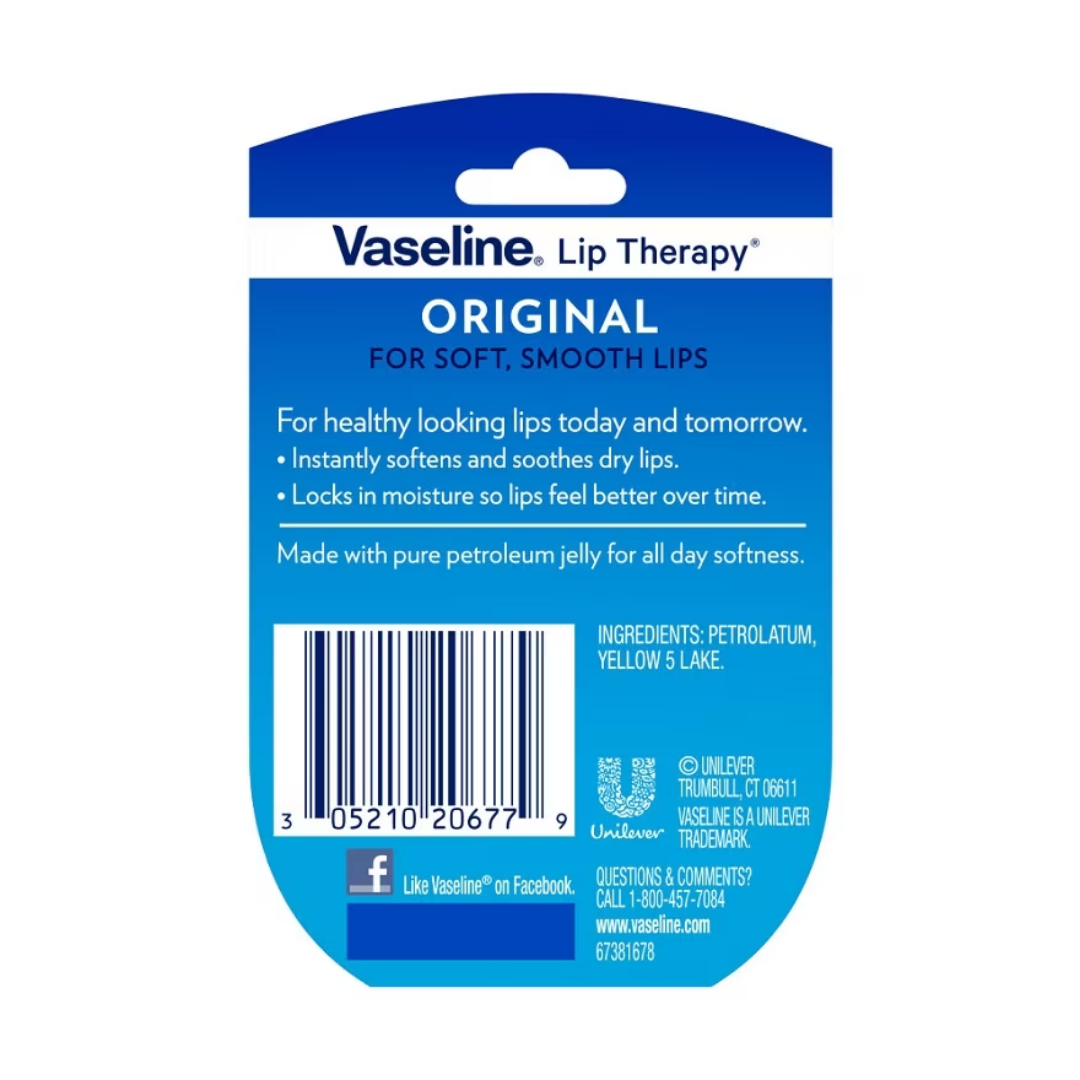 Vaseline® Lip Therapy®
ORIGINAL
FOR SOFT, SMOOTH LIPS
For healthy looking lips today and tomorrow.
• Instantly softens and soothes dry lips.
• Locks in moisture so lips feel better over time.
Made with pure petroleum jelly for all day softness.
INGREDIENTS: PETROLATUM,
YELLOW 5 LAKE.
3 05210 20677 9
Unilever
© UNILEVER
TRUMBULL, CT 06611
VASELINE IS A UNILEVER
TRADEMARK.
f Like Vaseline® on Facebook.
QUESTIONS & COMMENTS?
CALL 1-800-457-7084
www.vaseline.com
67381678